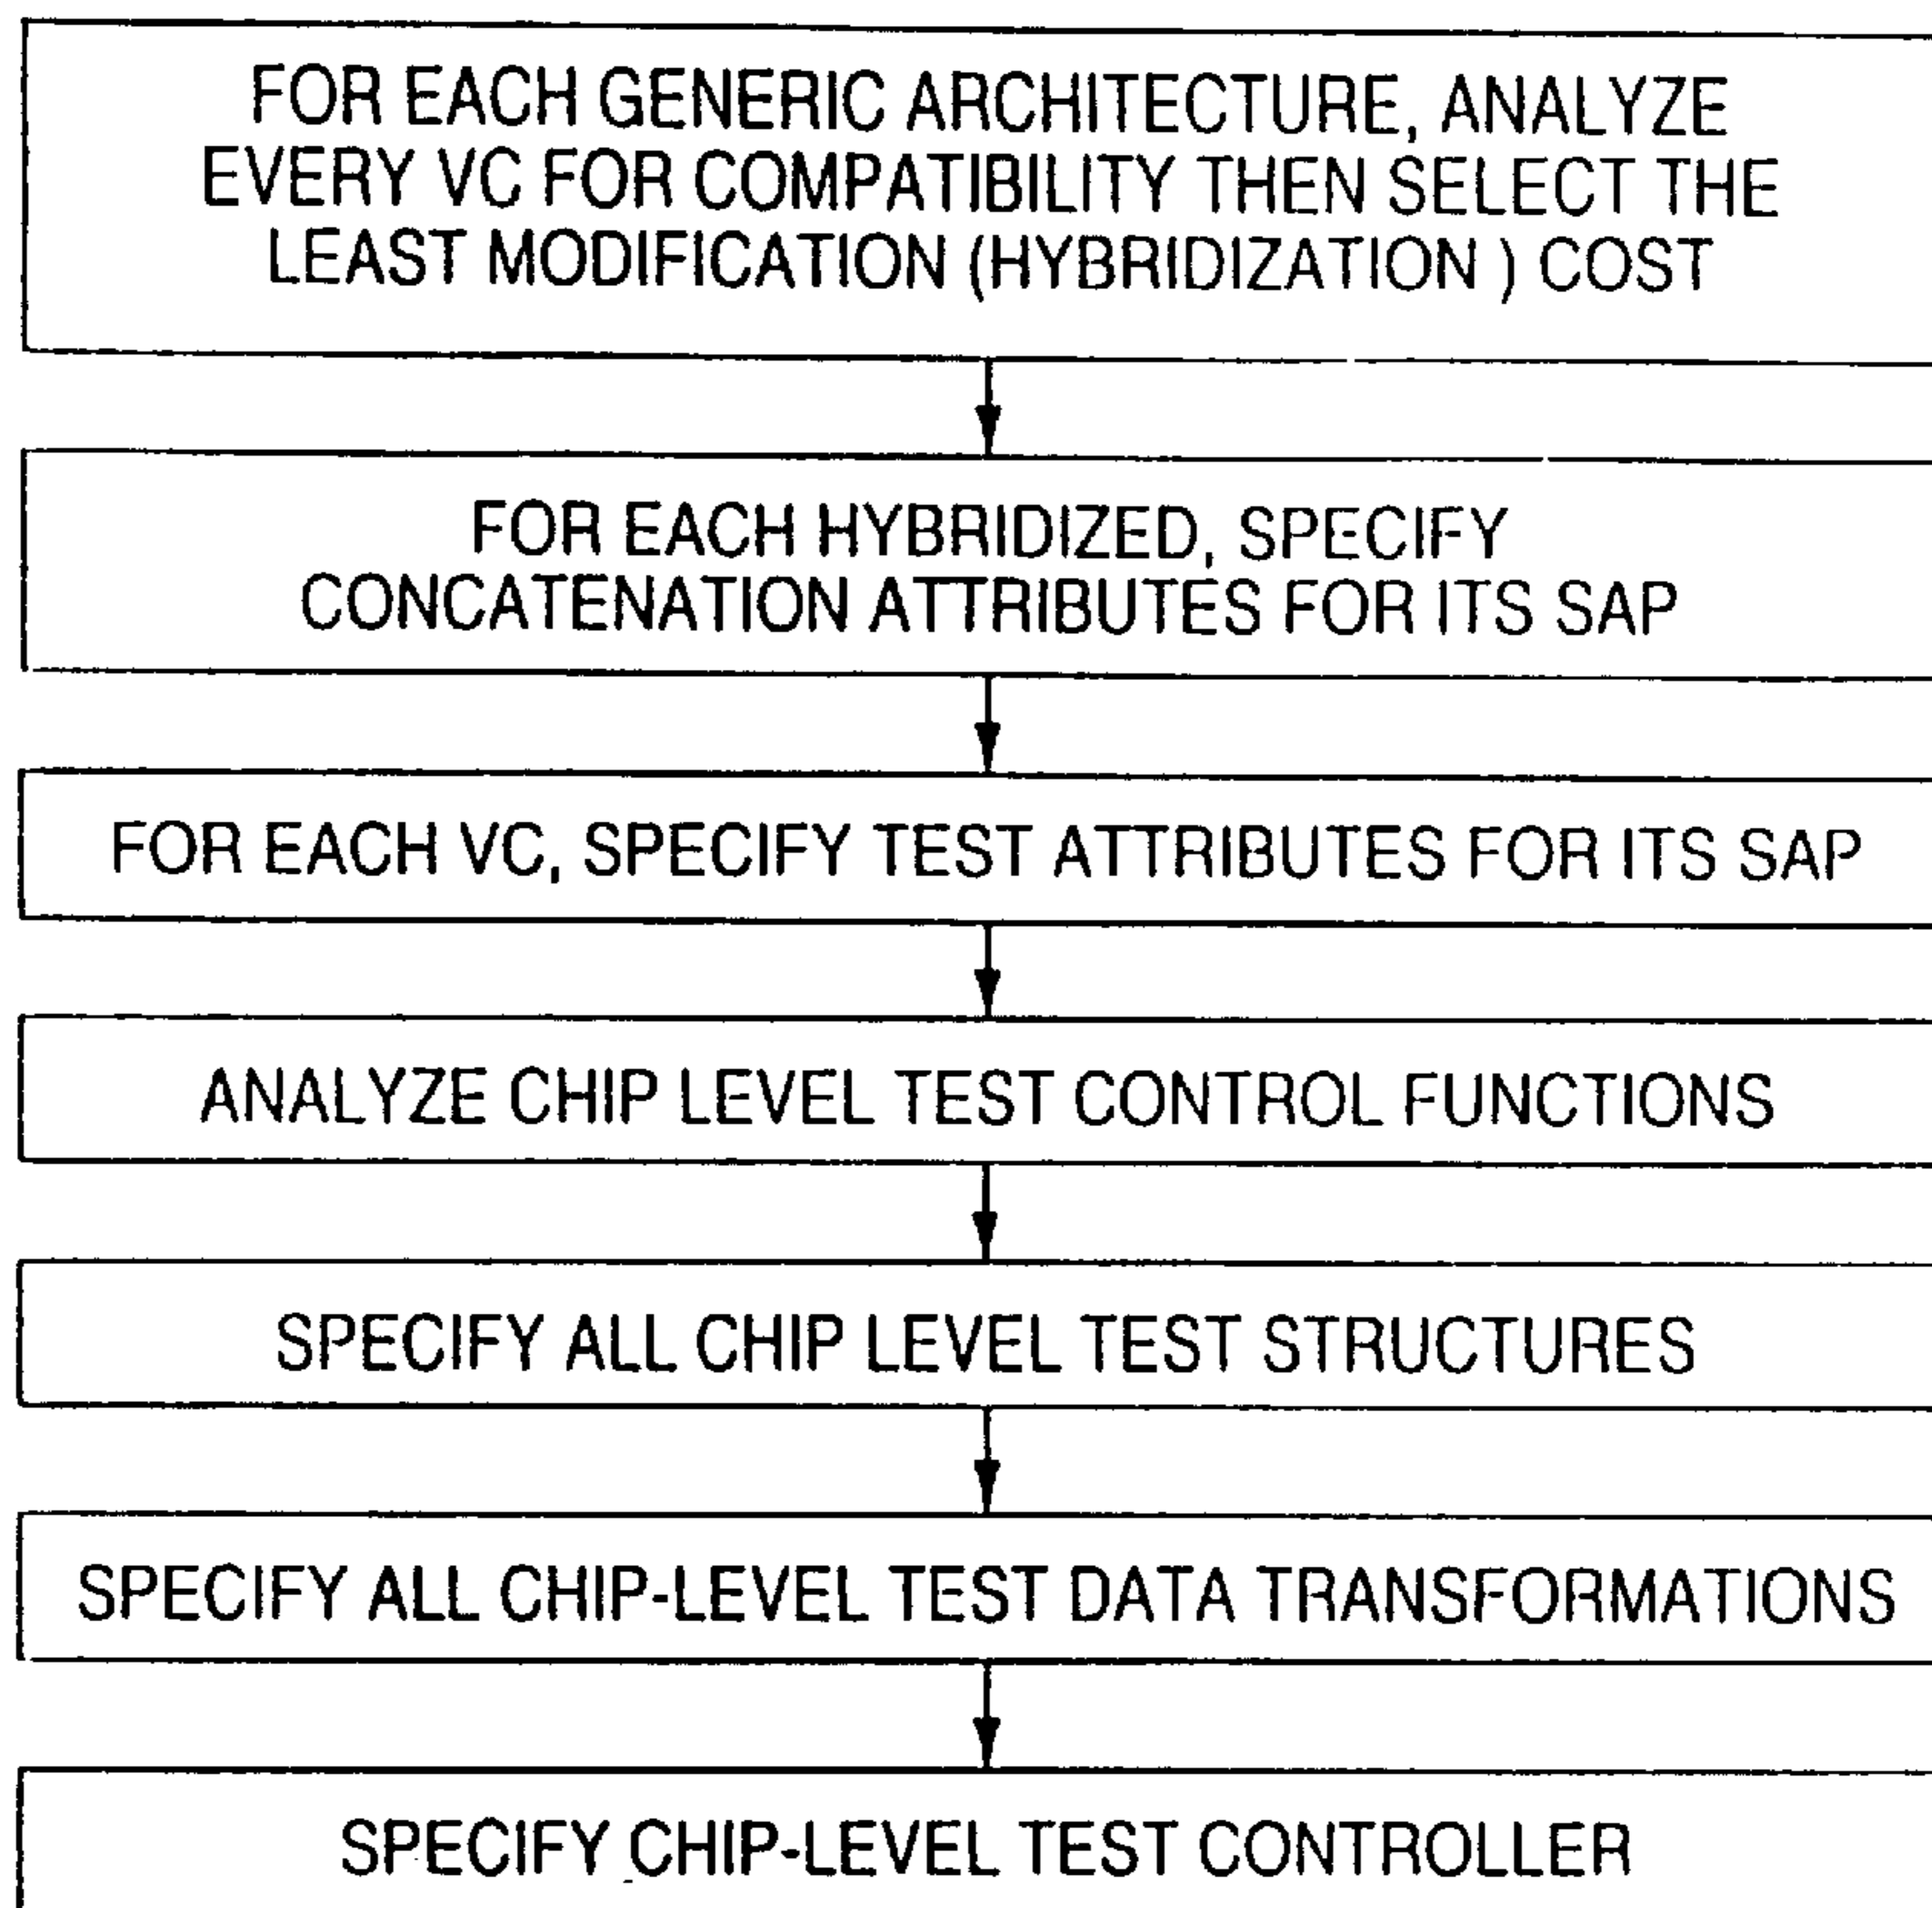 FOR EACH GENERIC ARCHITECTURE, ANALYZE
EVERY VC FOR COMPATIBILITY THEN SELECT THE
LEAST MODIFICATION (HYBRIDIZATION ) COST
FOR EACH HYBRIDIZED, SPECIFY
CONCATENATION ATTRIBUTES FOR ITS SAP
FOR EACH VC, SPECIFY TEST ATTRIBUTES FOR ITS SAP
ANALYZE CHIP LEVEL TEST CONTROL FUNCTIONS
SPECIFY ALL CHIP LEVEL TEST STRUCTURES
SPECIFY ALL CHIP-LEVEL TEST DATA TRANSFORMATIONS
SPECIFY CHIP-LEVEL TEST CONTROLLER